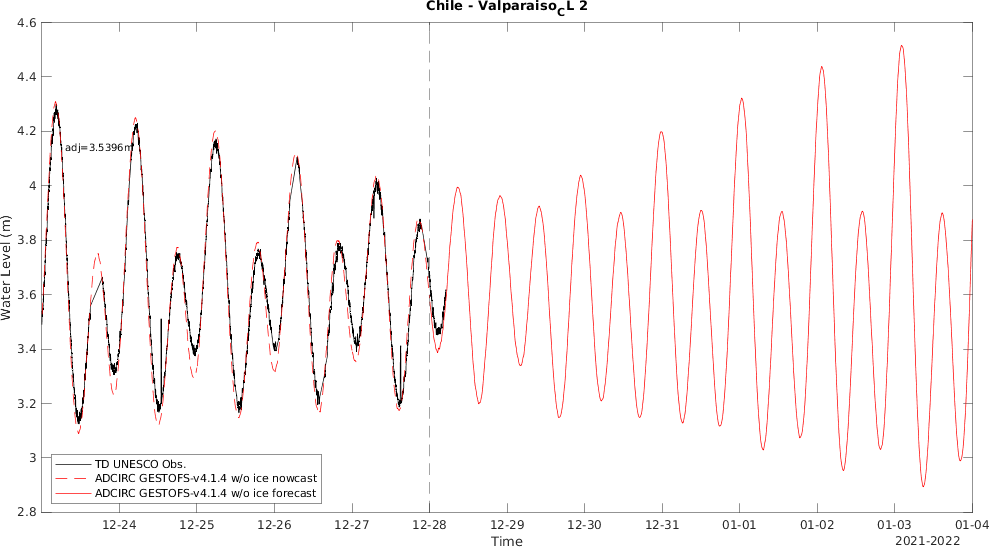 Chile - Valparaiso_CL 2
4.6
4.4
4.2
4
3.8
3.6
3.4
3.2
3
2.8
Water Level (m)
adj=3.5396m
TD UNESCO Obs.
ADCIRC GESTOFS-v4.1.4 w/o ice nowcast
ADCIRC GESTOFS-v4.1.4 w/o ice forecast
12-24 12-25 12-26 12-27 12-28 12-29 12-30 12-31 01-01 01-02 01-03 01-04
Time
2021-2022